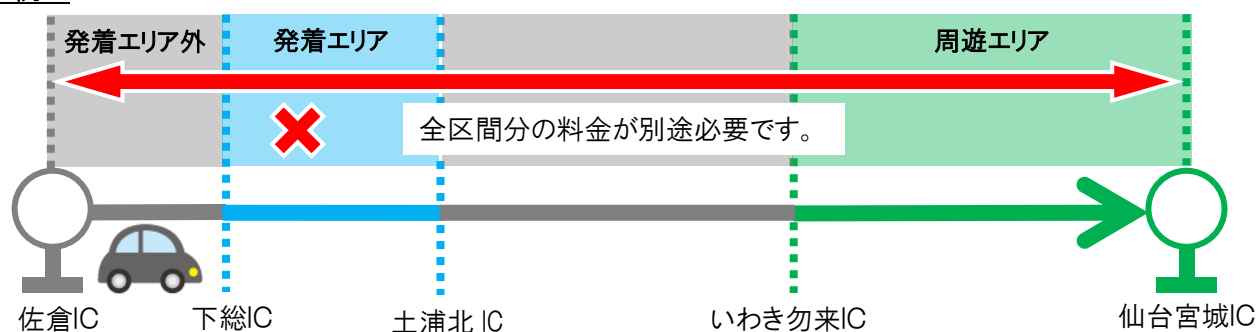 発着エリア外
発着エリア
周遊エリア
全区間分の料金が別途必要です。
佐倉IC
下総IC
土浦北 IC
いわき勿来IC
仙台宮城IC